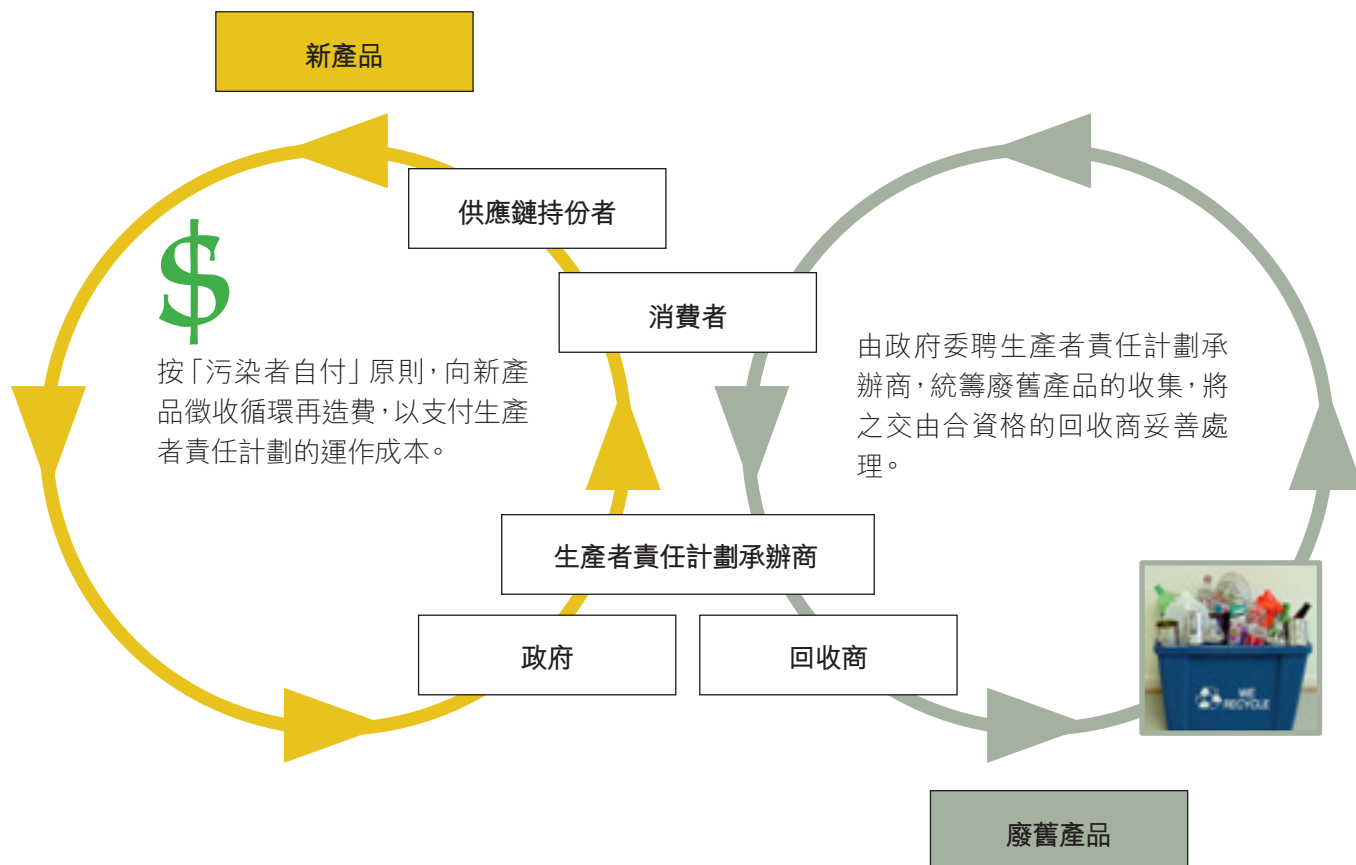 新產品
供應鏈持份者
消費者
$
按「污染者自付」原則，向新產
品徵收循環再造費，以支付生產
者責任計劃的運作成本。
由政府委聘生產者責任計劃承
辦商，統籌廢舊產品的收集，將
之交由合資格的回收商妥善處
理。
生產者責任計劃承辦商
政府
回收商
WE
RECYCLE
廢舊產品